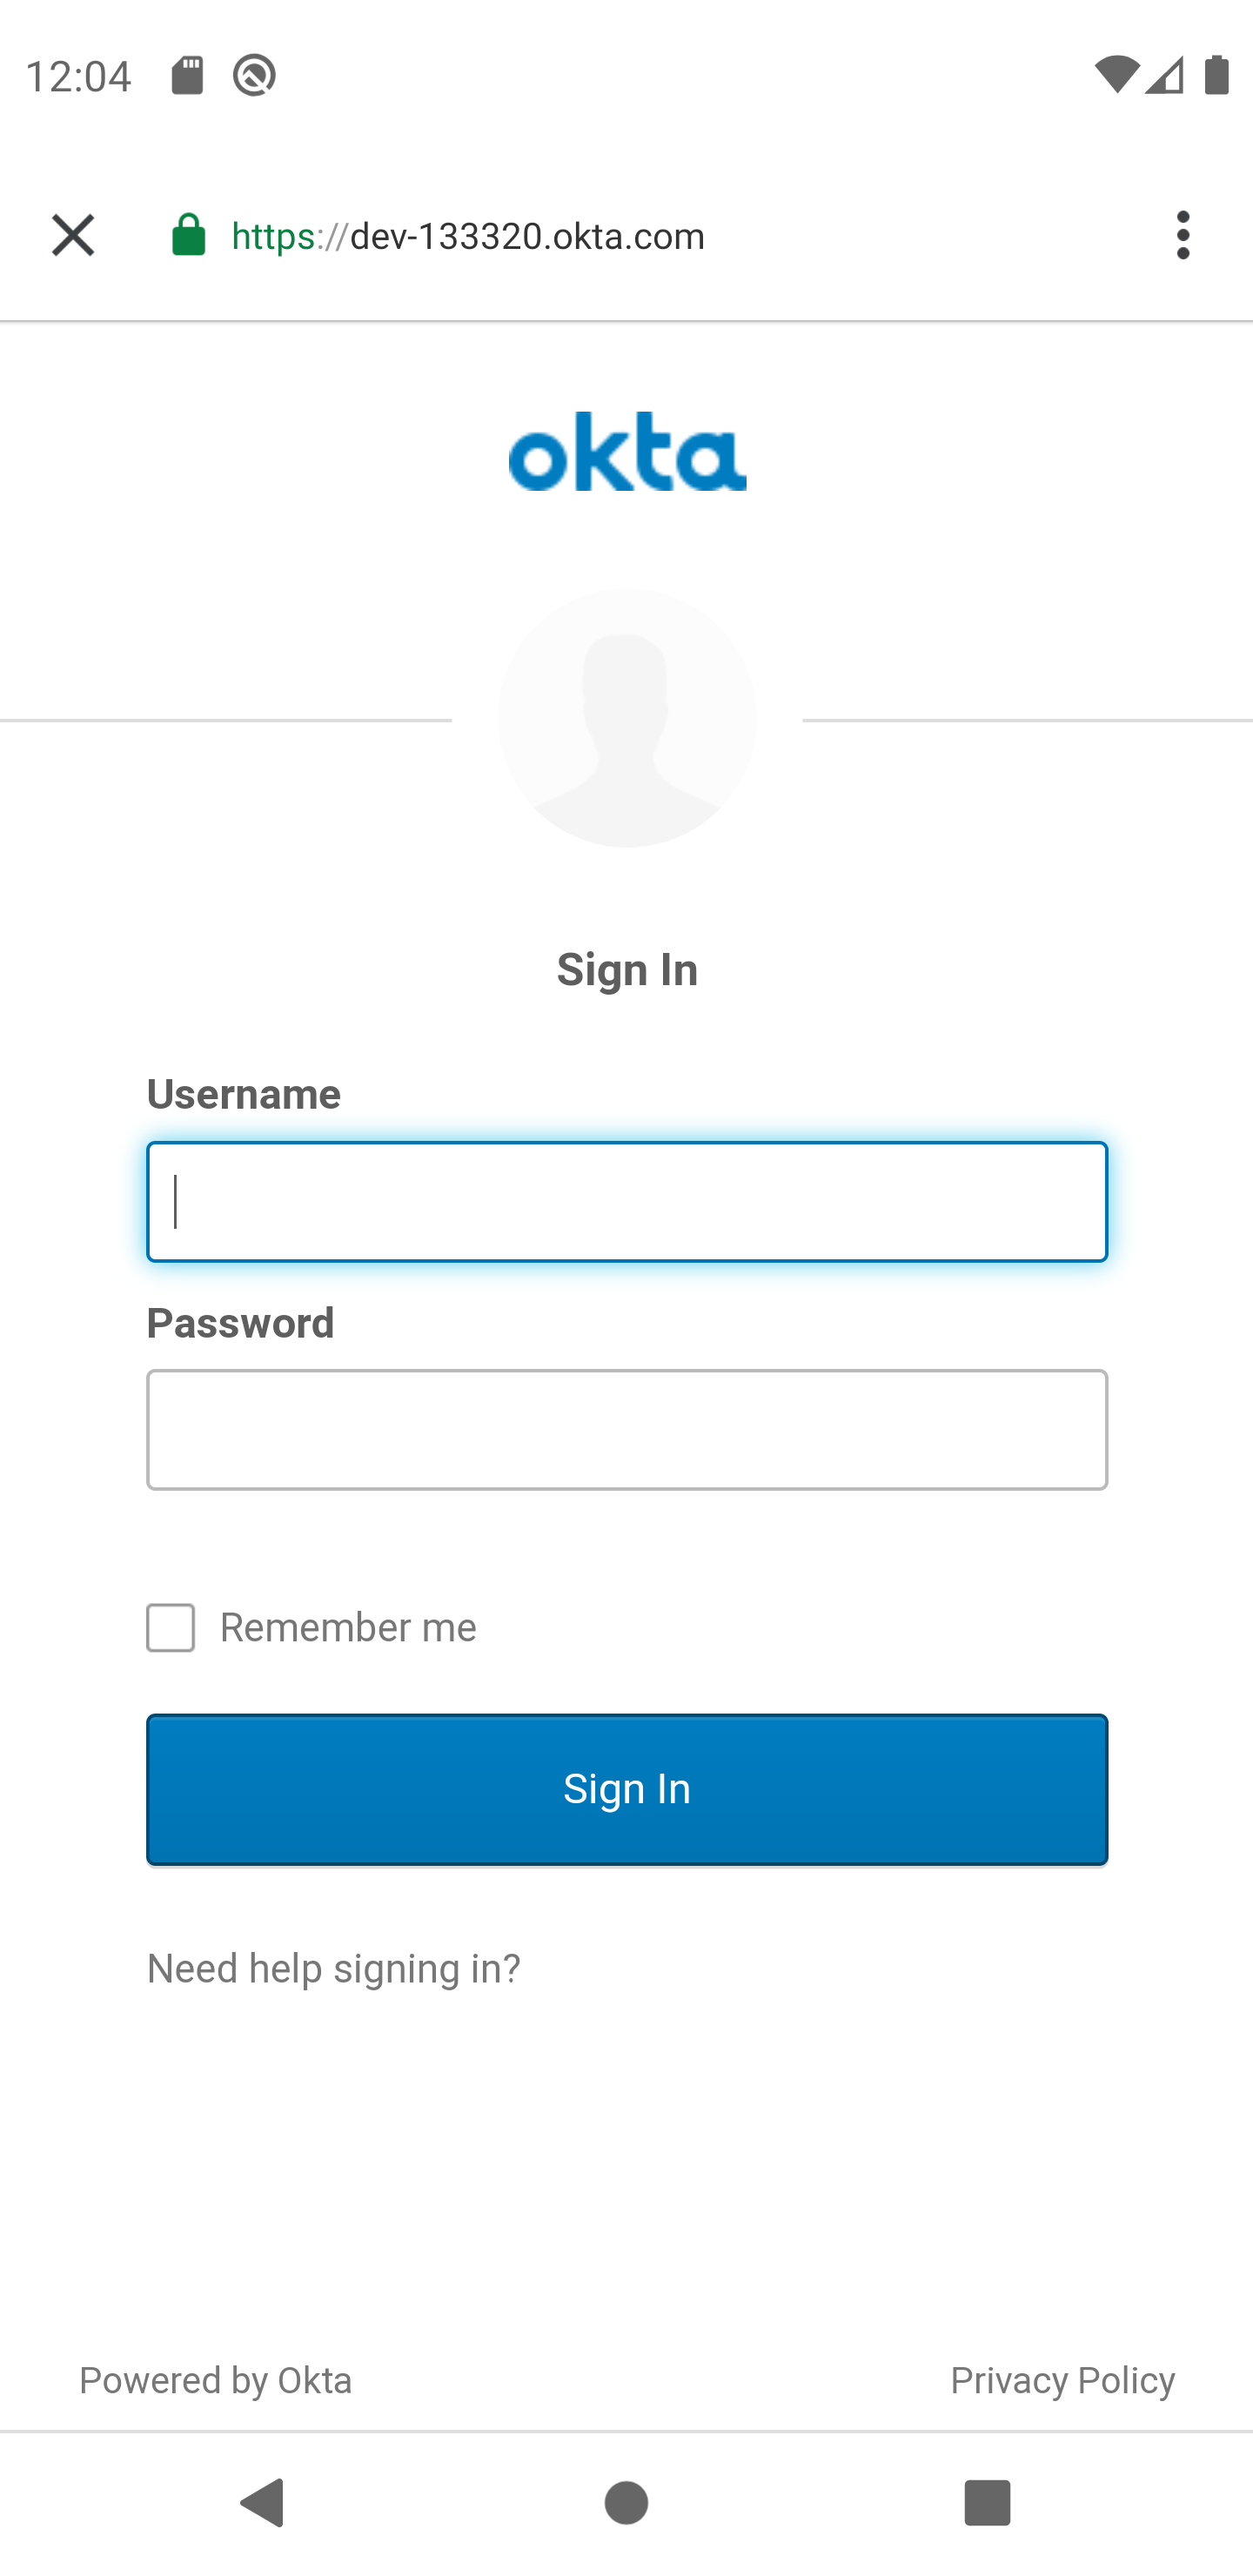 12:04
https://dev-133320.okta.com
okta
Sign In
Username
Password
Remember me
Sign In
Need help signing in?
Powered by Okta
Privacy Policy